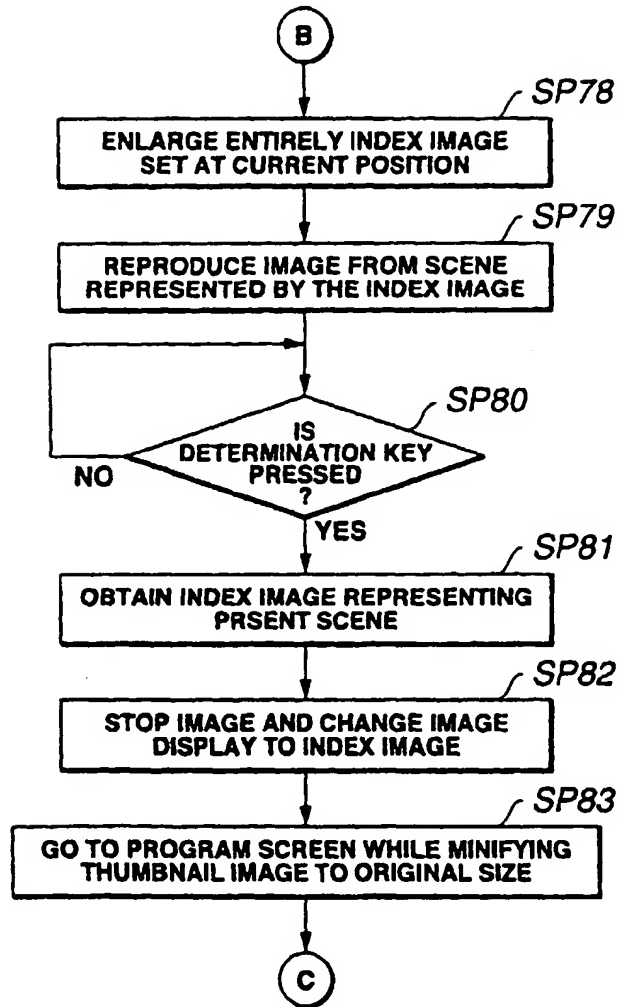 B
SP78
ENLARGE ENTIRELY INDEX IMAGE
SET AT CURRENT POSITION
SP79
REPRODUCE IMAGE FROM SCENE
REPRESENTED BY THE INDEX IMAGE
SP80
IS
DETERMINATION KEY
PRESSED
?
NO
YES
SP81
OBTAIN INDEX IMAGE REPRESENTING
PRSENT SCENE
SP82
STOP IMAGE AND CHANGE IMAGE
DISPLAY TO INDEX IMAGE
SP83
GO TO PROGRAM SCREEN WHILE MINIFYING
THUMBNAIL IMAGE TO ORIGINAL SIZE
C